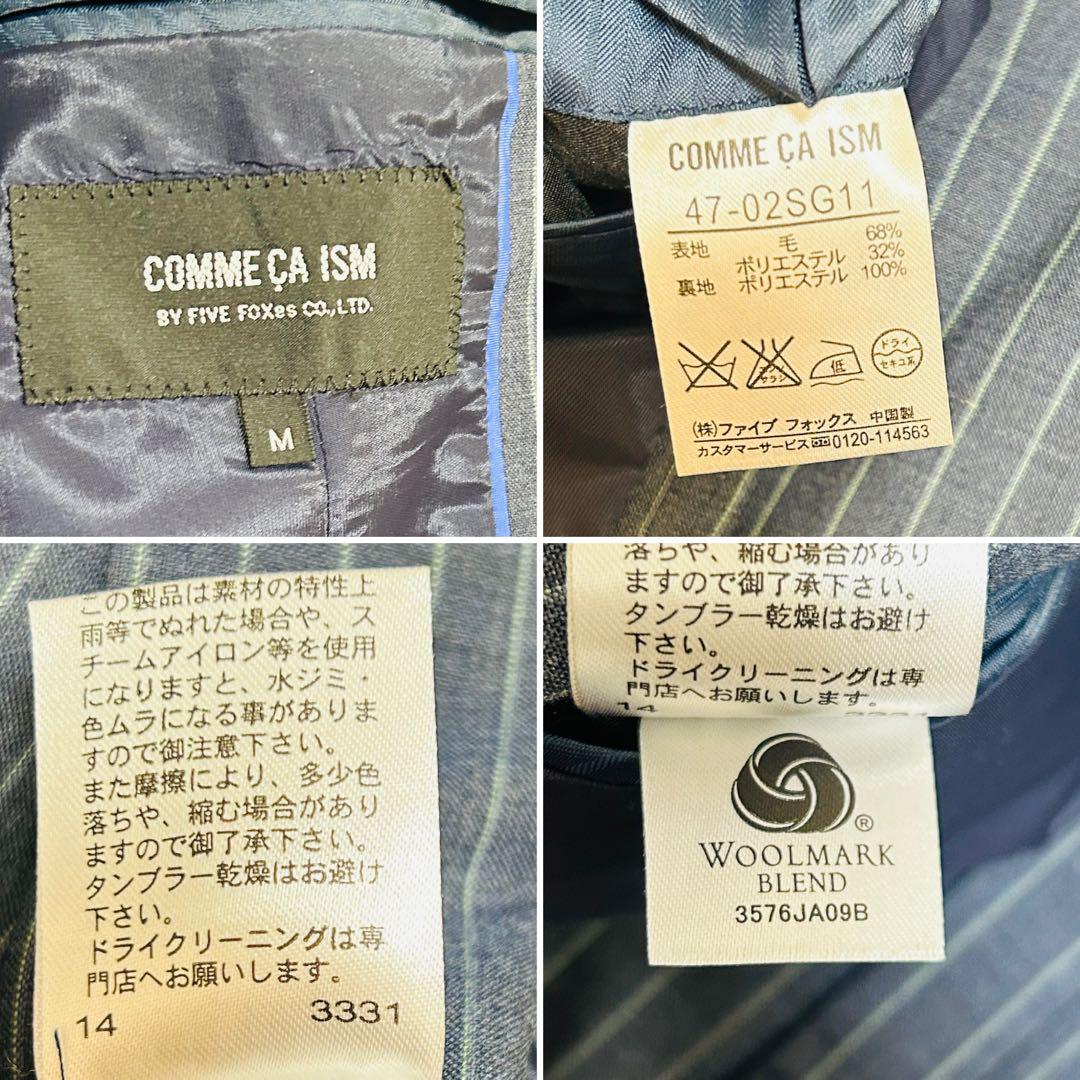 COMME ÇA ISM
BY FIVE FOXes CO.,LTD.
M
COMME ÇA ISM
47-02SG11
表地 毛 68%
ポリエステル 32%
裏地 ポリエステル 100%
サラシ
低
ドライ
セキユ系
(株)ファイブ フォックス 中国製
カスタマーサービス 0120-114563
この製品は素材の特性上
雨等でぬれた場合や、ス
チームアイロン等を使用
になりますと、水ジミ・
色ムラになる事がありま
すので御注意下さい。
また摩擦により、多少色
落ちや、縮む場合があり
ますので御了承下さい。
タンブラー乾燥はお避け
下さい。
ドライクリーニングは専
門店へお願いします。
14 3331
落ちや、縮む場合があり
ますので御了承下さい。
タンブラー乾燥はお避け
下さい。
ドライクリーニングは専
門店へお願いします。
14 3331
WOOLMARK
BLEND
3576JA09B